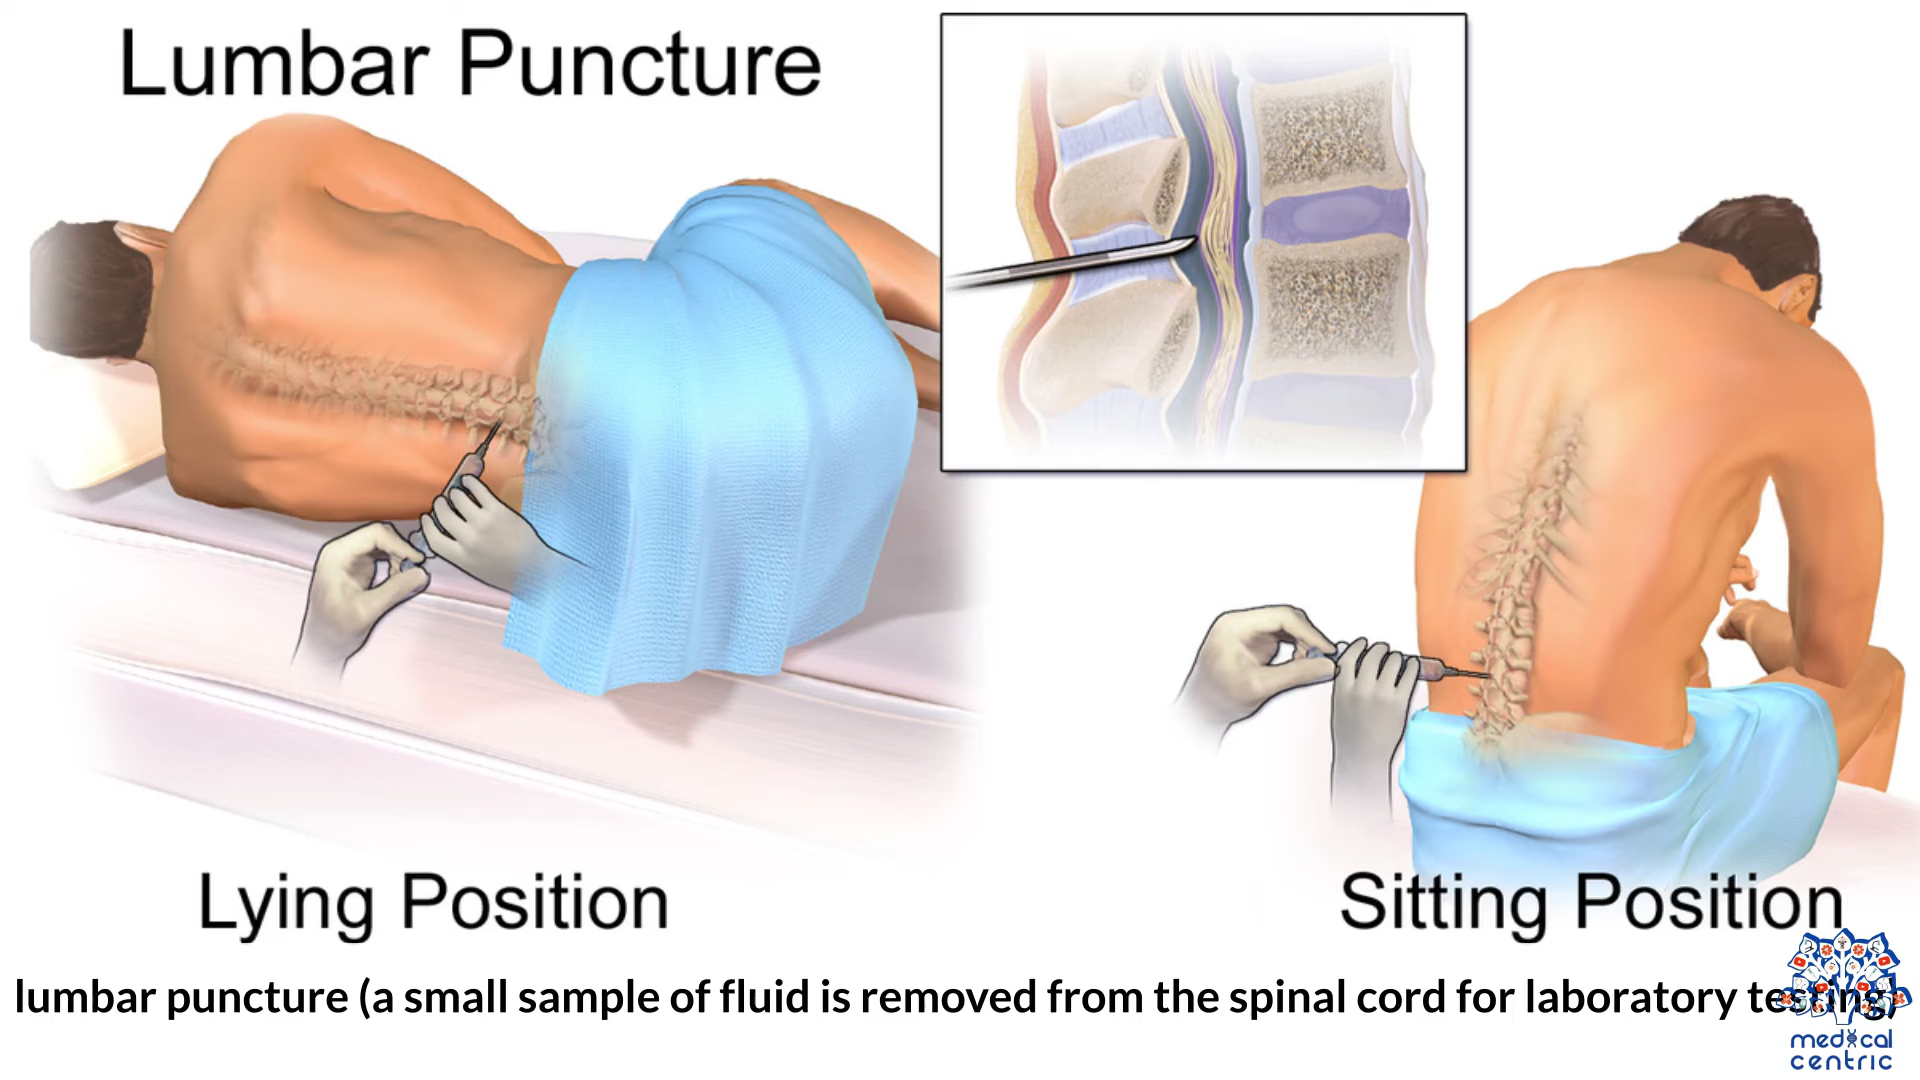 Lumbar Puncture
Lying Position
Sitting Position
lumbar puncture (a small sample of fluid is removed from the spinal cord for laboratory testing)
medical
centric